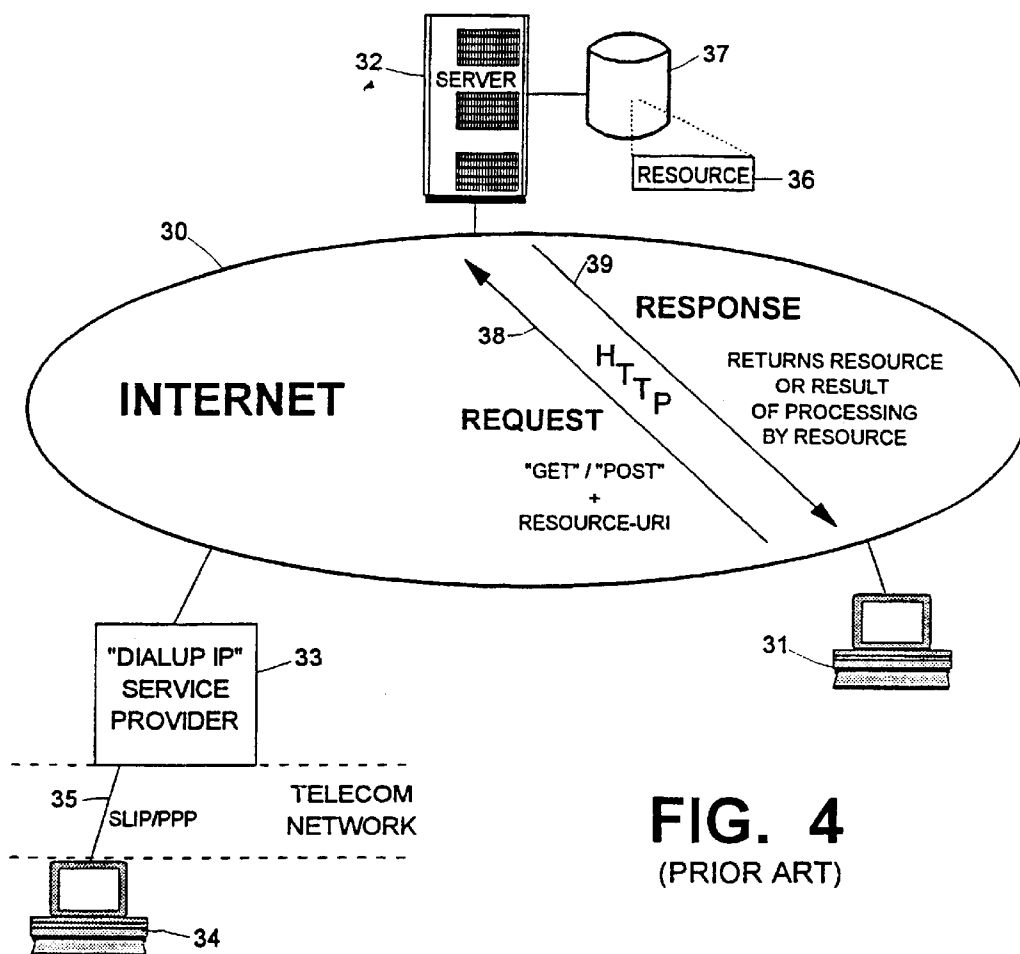 32
SERVER
37
RESOURCE
36
30
39
RESPONSE
38
HTTP
RETURNS RESOURCE
OR RESULT
OF PROCESSING
BY RESOURCE
INTERNET
REQUEST
"GET" / "POST"
+
RESOURCE-URI
"DIALUP IP"
SERVICE
PROVIDER
33
31
35
SLIP/PPP
TELECOM
NETWORK
34
FIG. 4
(PRIOR ART)